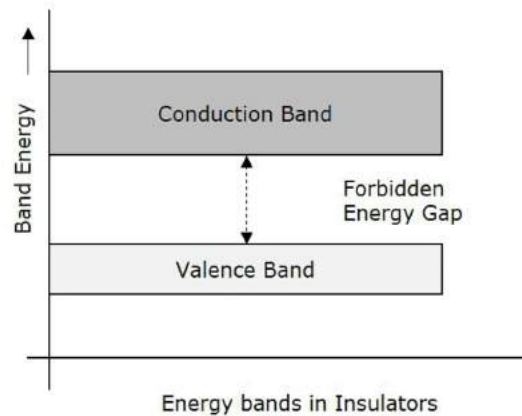 Band Energy
Conduction Band
Forbidden
Energy Gap
Valence Band
Energy bands in Insulators